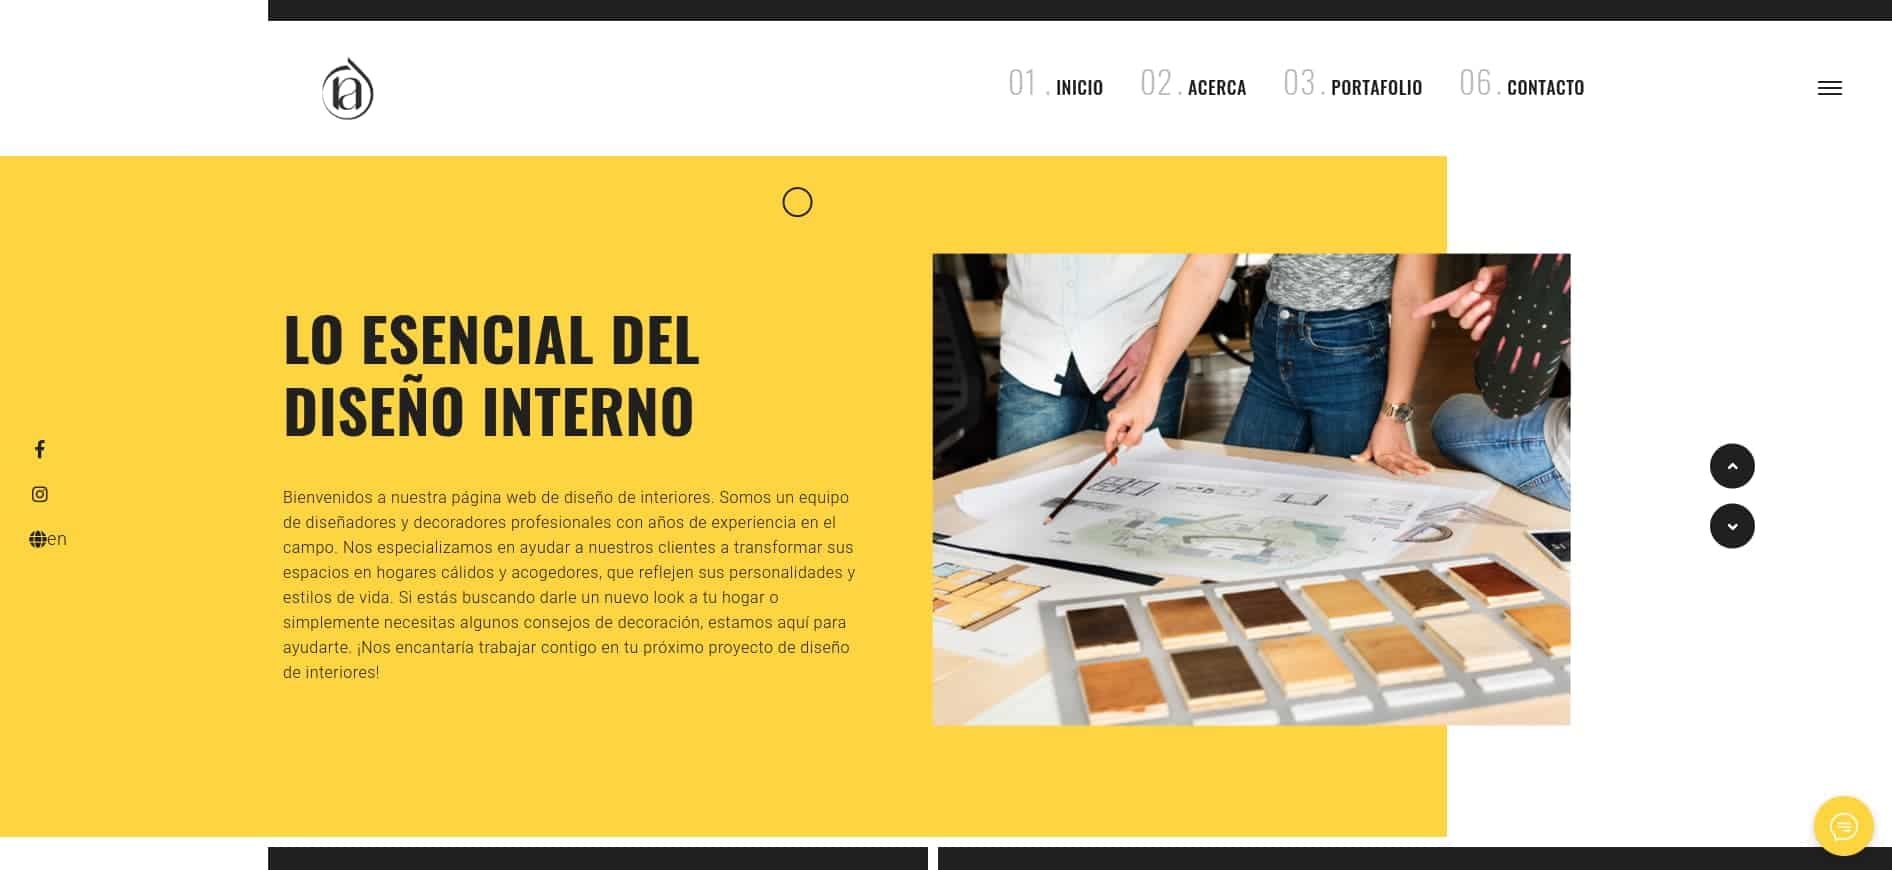 01. INICIO 02. ACERCA 03. PORTAFOLIO 06. CONTACTO
LO ESENCIAL DEL
DISEÑO INTERNO
Bienvenidos a nuestra página web de diseño de interiores. Somos un equipo
de diseñadores y decoradores profesionales con años de experiencia en el
campo. Nos especializamos en ayudar a nuestros clientes a transformar sus
espacios en hogares cálidos y acogedores, que reflejen sus personalidades y
estilos de vida. Si estás buscando darle un nuevo look a tu hogar o
simplemente necesitas algunos consejos de decoración, estamos aquí para
ayudarte. ¡Nos encantaría trabajar contigo en tu próximo proyecto de diseño
de interiores!
en